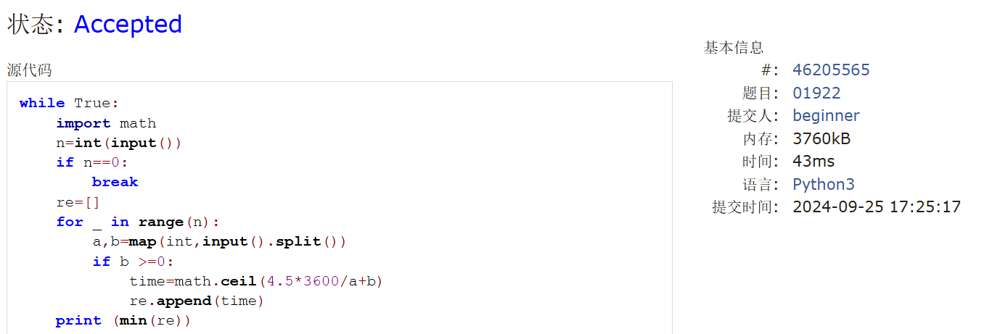 状态: Accepted
源代码
while True:
    import math
    n=int(input())
    if n==0:
        break
    re=[]
    for _ in range(n):
        a,b=map(int,input().split())
        if b >=0:
            time=math.ceil(4.5*3600/a+b)
            re.append(time)
    print (min(re))
基本信息
#: 46205565
题目: 01922
提交人: beginner
内存: 3760kB
时间: 43ms
语言: Python3
提交时间: 2024-09-25 17:25:17